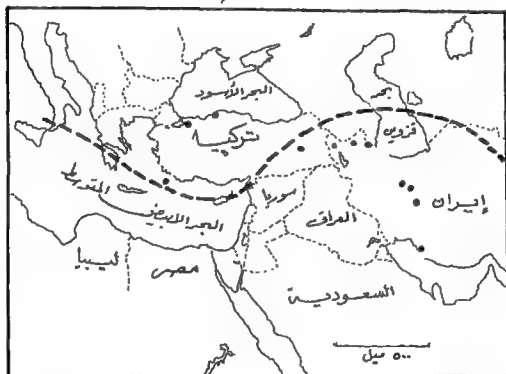 البحر الأسود
بحر
قزوين
تركيا
سوريا
إيران
المتوسط
البحر الأبيض
العراق
ليبيا
مصر
السعودية
٥٠٠ ميل